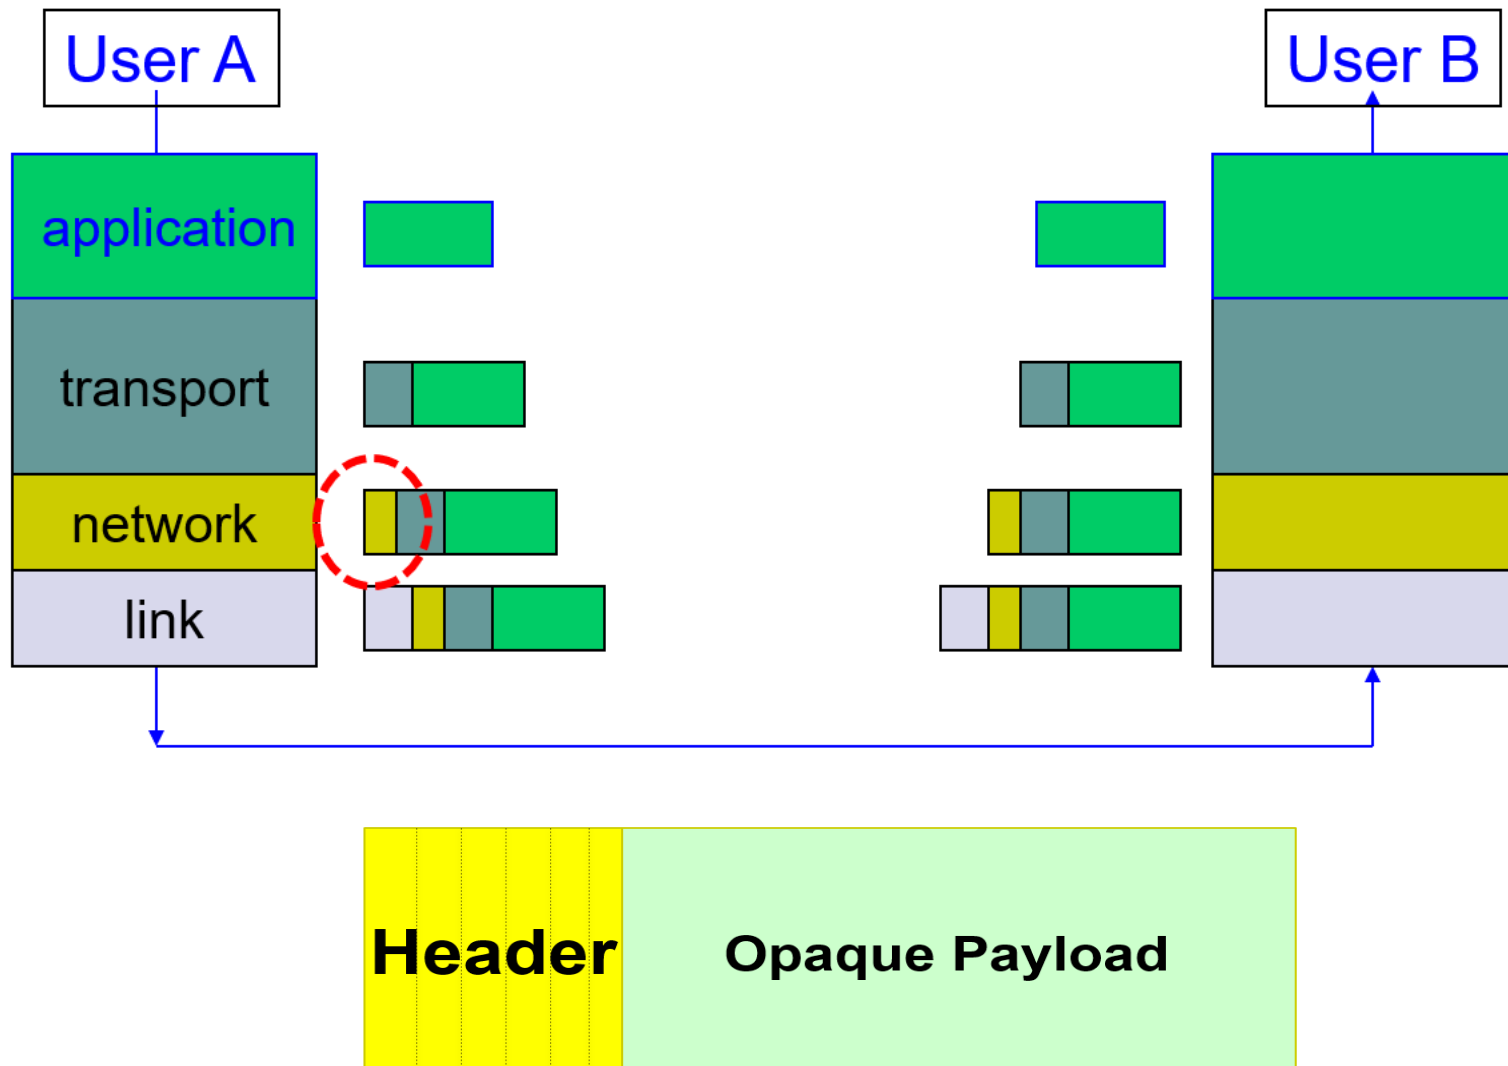 User A
User B
application
transport
network
link
Header
Opaque Payload